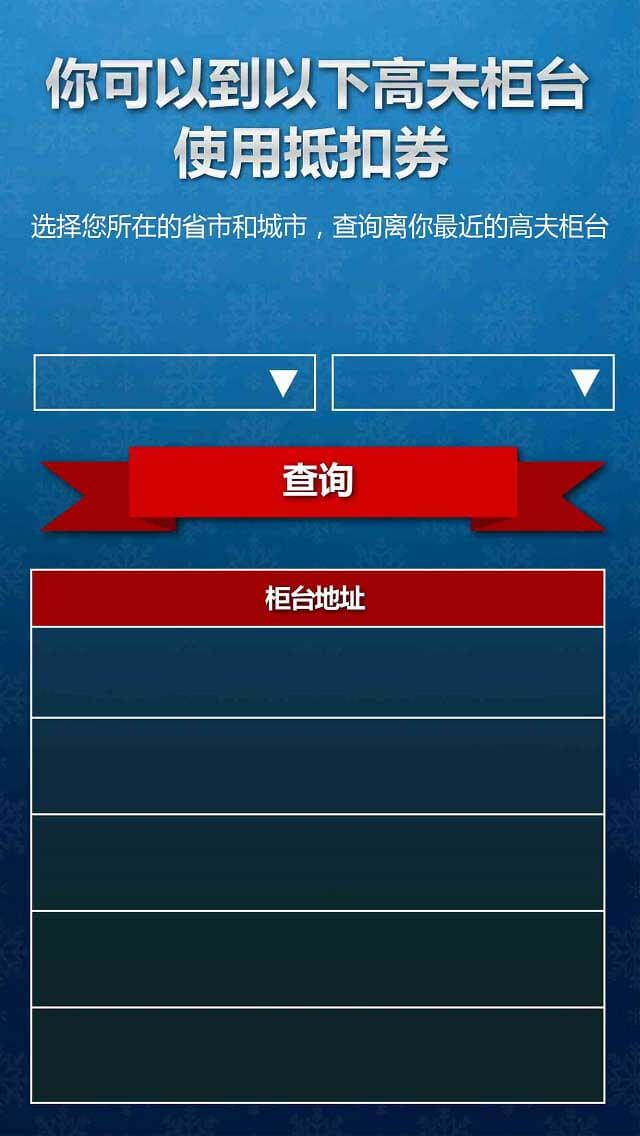 你可以到以下高夫柜台
使用抵扣券
选择您所在的省市和城市，查询离你最近的高夫柜台
查询
柜台地址